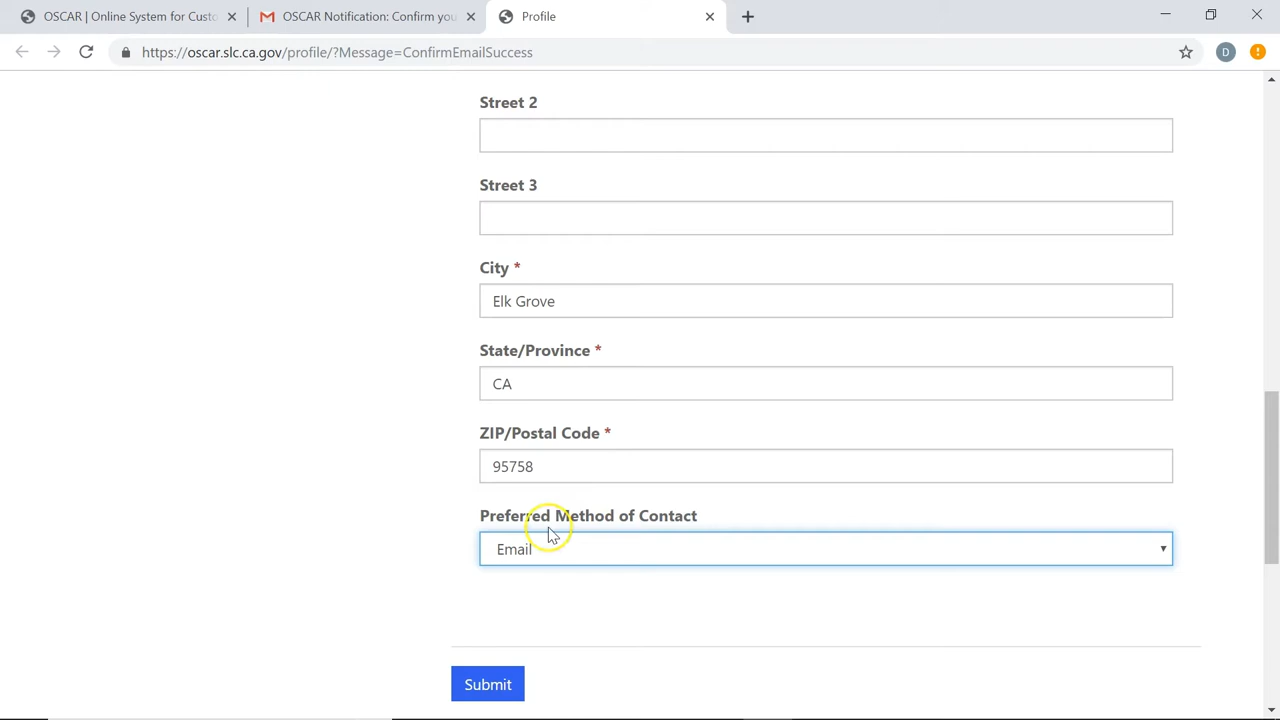 OSCAR | Online System for Custo
OSCAR Notification: Confirm you
Profile
https://oscar.slc.ca.gov/profile/?Message=ConfirmEmailSuccess
D
Street 2
Street 3
City *
Elk Grove
State/Province *
CA
ZIP/Postal Code *
95758
Preferred Method of Contact
Email
Submit